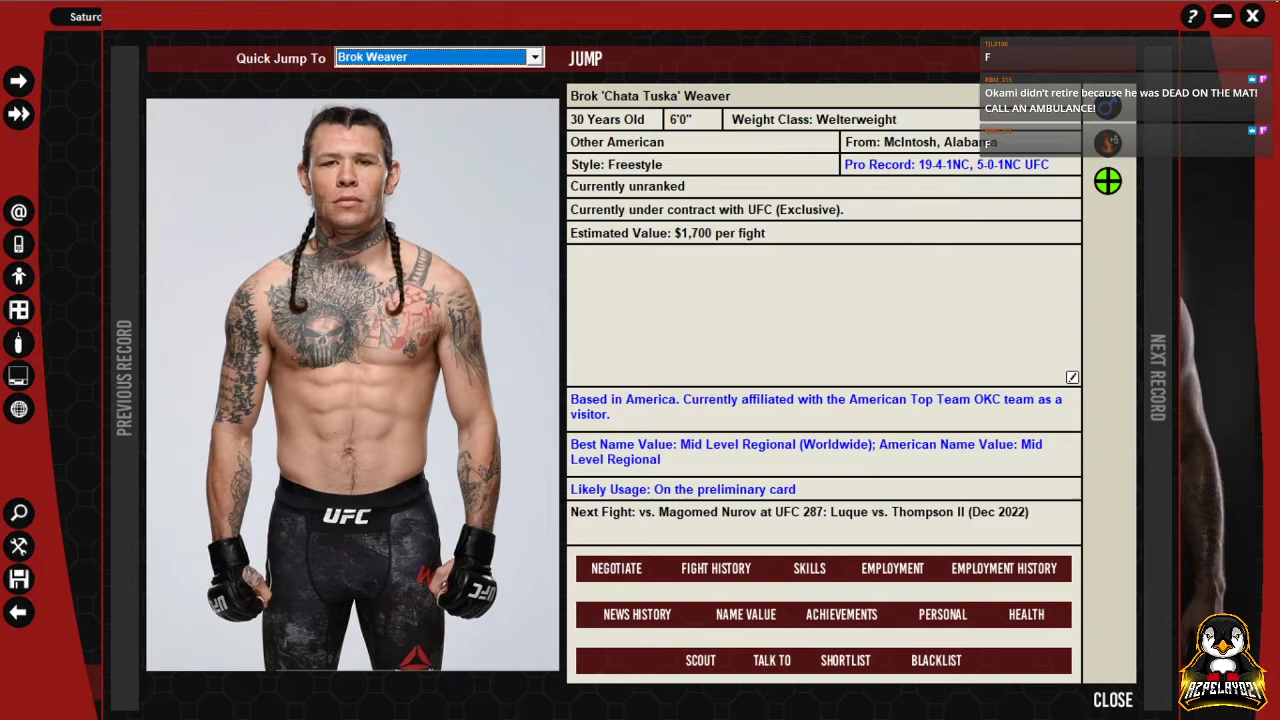 Saturd
Quick Jump To
Brok Weaver
JUMP
?
X
TJL0106
F
RBM_316
Okami didn't retire because he was DEAD ON THE MAT!
CALL AN AMBULANCE!
F
+5
Brok 'Chata Tuska' Weaver
30 Years Old
6'0"
Weight Class: Welterweight
Other American
From: McIntosh, Alabama
Style: Freestyle
Pro Record: 19-4-1NC, 5-0-1NC UFC
Currently unranked
Currently under contract with UFC (Exclusive).
Estimated Value: $1,700 per fight
Based in America. Currently affiliated with the American Top Team OKC team as a
visitor.
Best Name Value: Mid Level Regional (Worldwide); American Name Value: Mid
Level Regional
Likely Usage: On the preliminary card
Next Fight: vs. Magomed Nurov at UFC 287: Luque vs. Thompson II (Dec 2022)
NEGOTIATE
FIGHT HISTORY
SKILLS
EMPLOYMENT
EMPLOYMENT HISTORY
NEWS HISTORY
NAME VALUE
ACHIEVEMENTS
PERSONAL
HEALTH
SCOUT
TALK TO
SHORTLIST
BLACKLIST
CLOSE
PREVIOUS RECORD
NEXT RECORD
@
UFC
UFC
UFC
AZPELAYO21